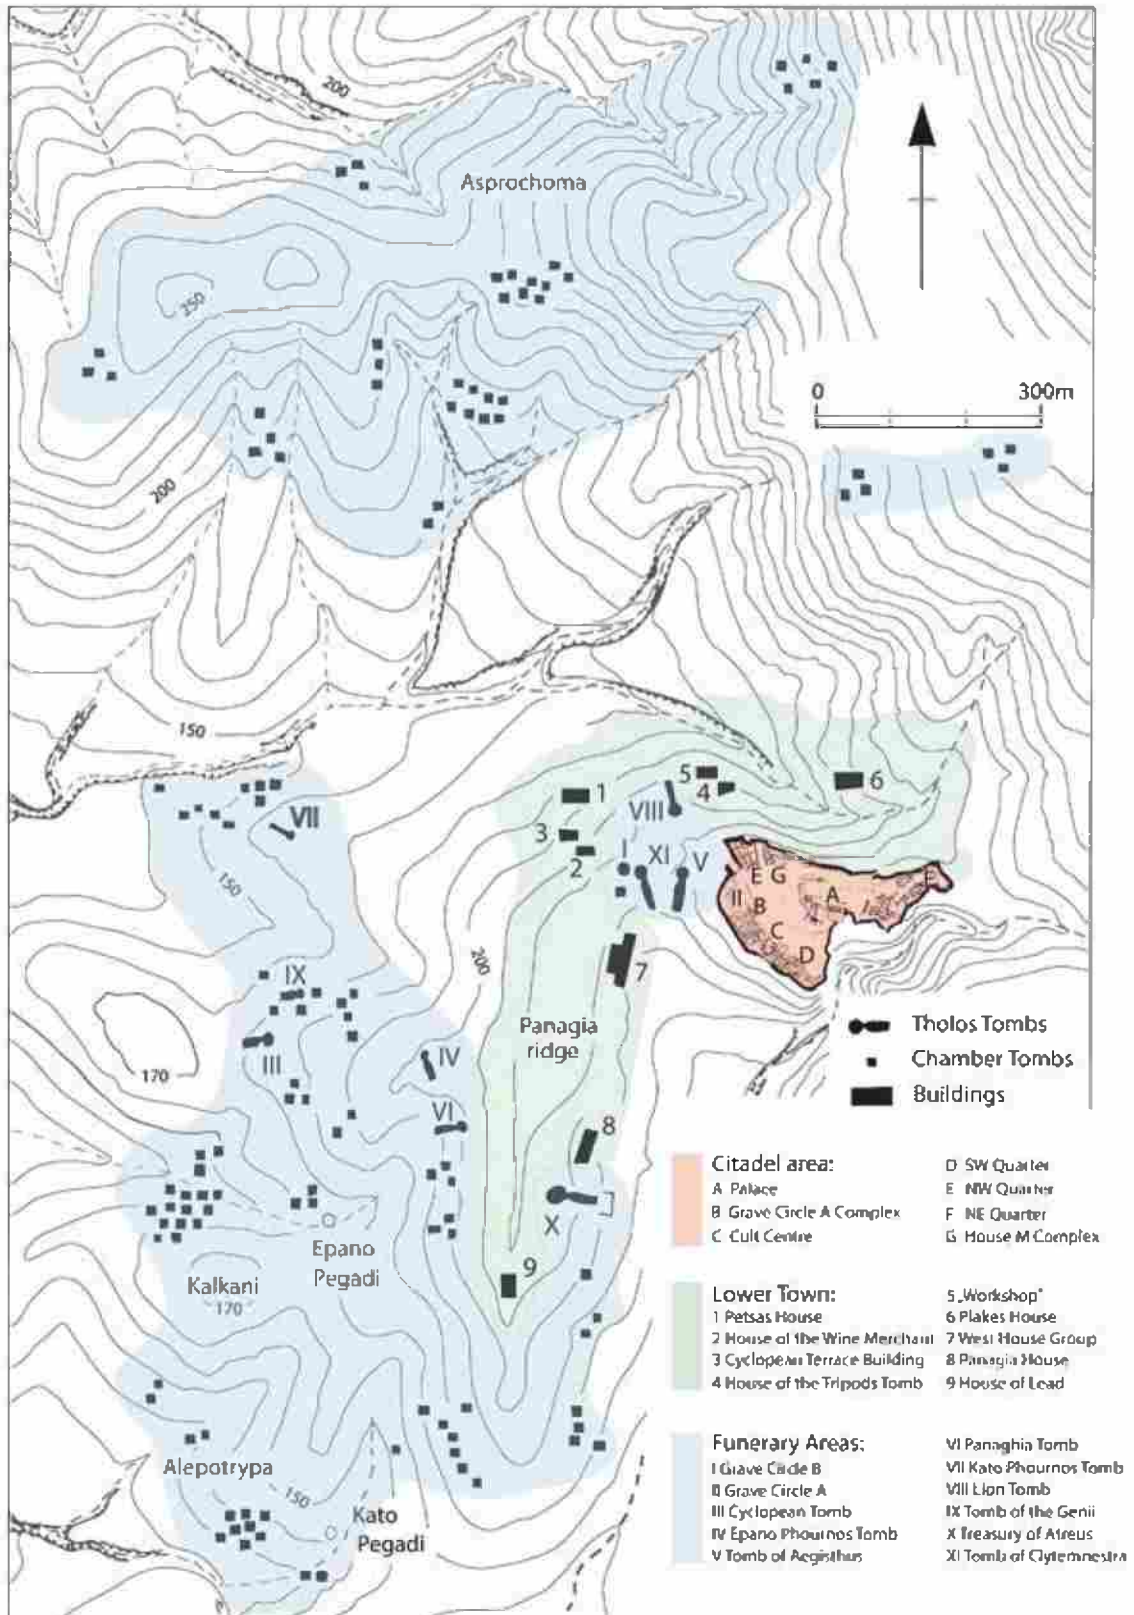 200
Asprochoma
250
0 300m
200
150
5
4
6
1
VIII
VII
3
2
I
XI
V
E G
F
II
A
B
C
D
150
200
7
IX
Panagia
ridge
III
IV
170
VI
8
X
Epano
Pegadi
9
Kalkani
170
Alepotrypa
150
Kato
Pegadi
Tholos Tombs
Chamber Tombs
Buildings
Citadel area:
A Palace
B Grave Circle A Complex
C Cult Centre
D SW Quarter
E NW Quarter
F NE Quarter
G House M Complex
Lower Town:
1 Petsas House
2 House of the Wine Merchant
3 Cyclopean Terrace Building
4 House of the Tripods Tomb
5 „Workshop"
6 Plakes House
7 West House Group
8 Panagia House
9 House of Lead
Funerary Areas:
I Grave Circle B
II Grave Circle A
III Cyclopean Tomb
IV Epano Phournos Tomb
V Tomb of Aegisthus
VI Panaghia Tomb
VII Kato Phournos Tomb
VIII Lion Tomb
IX Tomb of the Genii
X Treasury of Atreus
XI Tomb of Clytemnestra